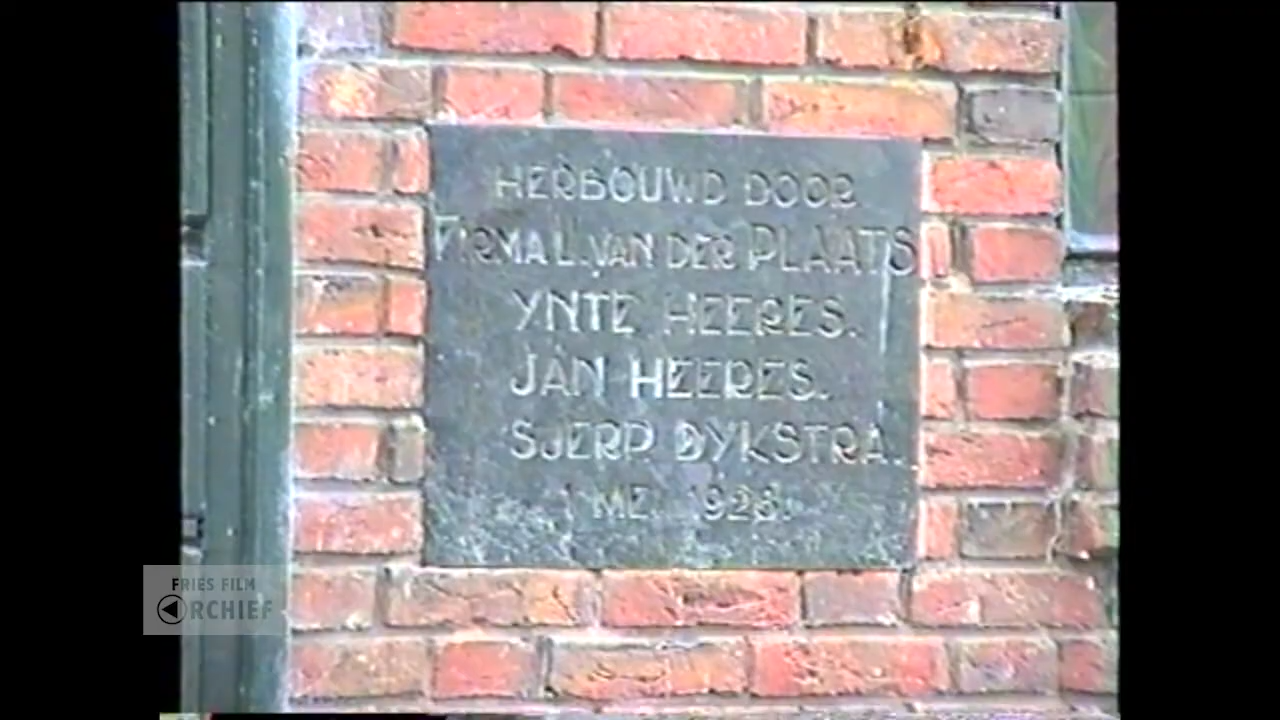 HERBOUWD DOOR
FIRMA L. VAN DER PLAATS
YNTE HEERES.
JAN HEERES.
SJERP DYKSTRA.
1 MEI 1928.
FRIES FILM
ARCHIEF